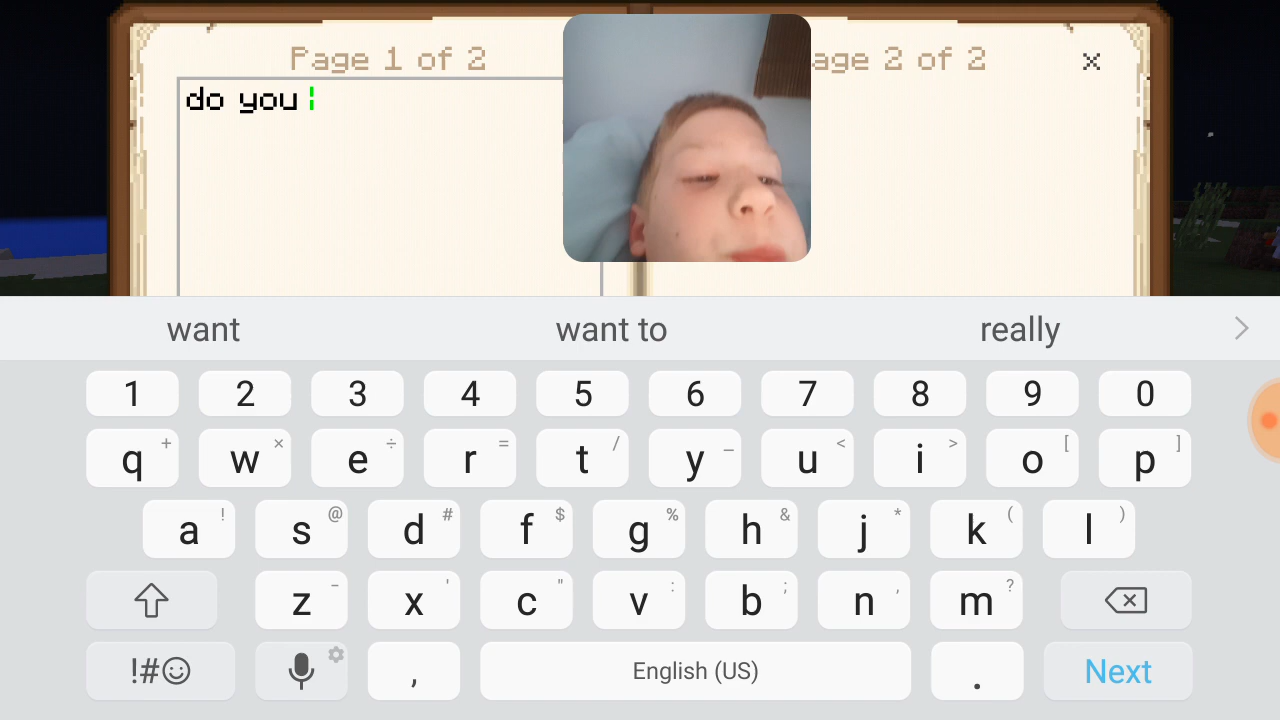 Page 1 of 2
age 2 of 2
x
do you
want
want to
really
1 2 3 4 5 6 7 8 9 0
q + w × e ÷ r = t / y _ u < i > o [ p ]
a ! s @ d # f $ g % h & j * k ( l )
z - x ' c " v : b ; n , m ?
!#☺ , English (US) . Next